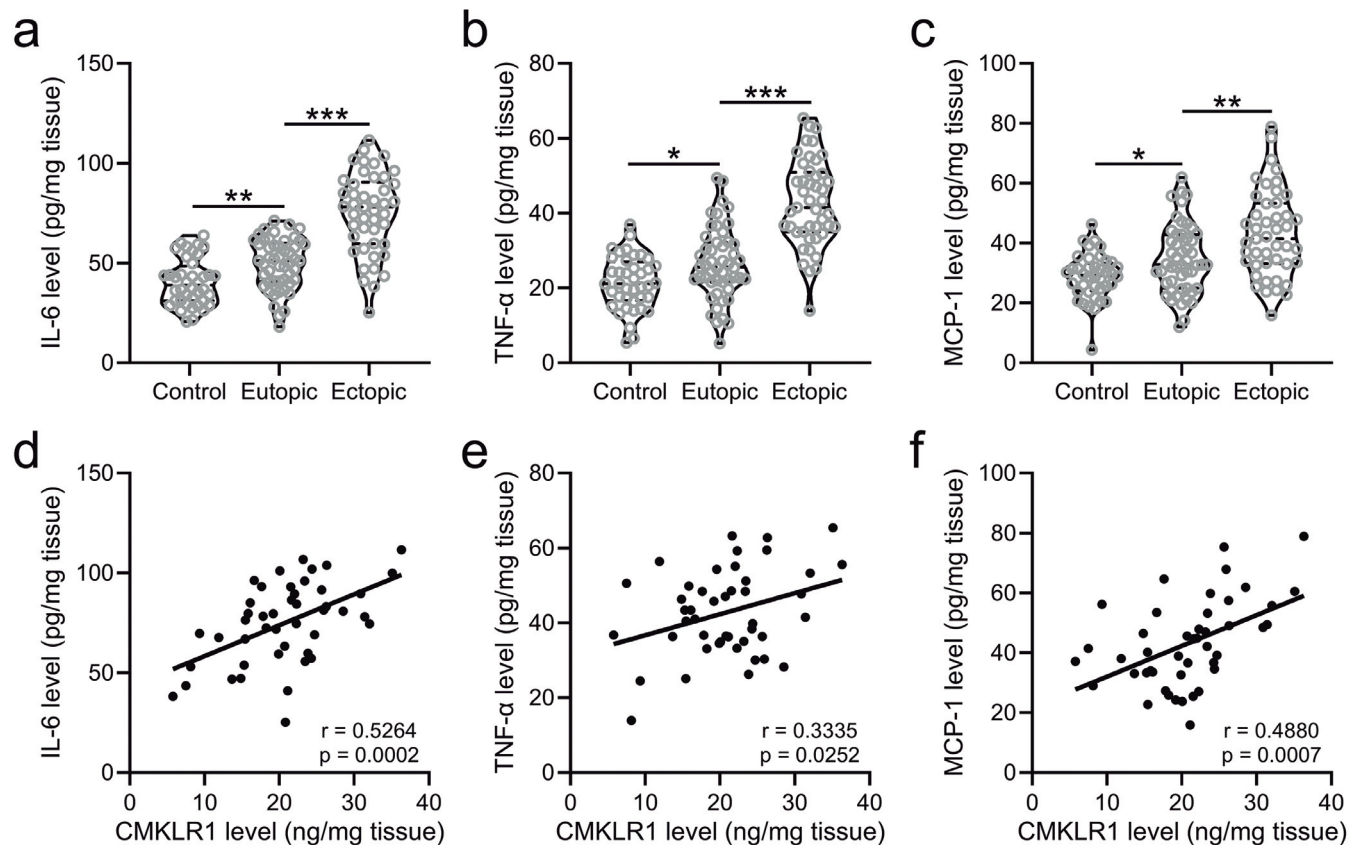 a
IL-6 level (pg/mg tissue)
150
100
50
0
**
***
Control Eutopic Ectopic
b
TNF-α level (pg/mg tissue)
80
60
40
20
0
*
***
Control Eutopic Ectopic
c
MCP-1 level (pg/mg tissue)
100
80
60
40
20
0
*
**
Control Eutopic Ectopic
d
IL-6 level (pg/mg tissue)
150
100
50
0
r = 0.5264
p = 0.0002
0 10 20 30 40
CMKLR1 level (ng/mg tissue)
e
TNF-α level (pg/mg tissue)
80
60
40
20
0
r = 0.3335
p = 0.0252
0 10 20 30 40
CMKLR1 level (ng/mg tissue)
f
MCP-1 level (pg/mg tissue)
100
80
60
40
20
0
r = 0.4880
p = 0.0007
0 10 20 30 40
CMKLR1 level (ng/mg tissue)